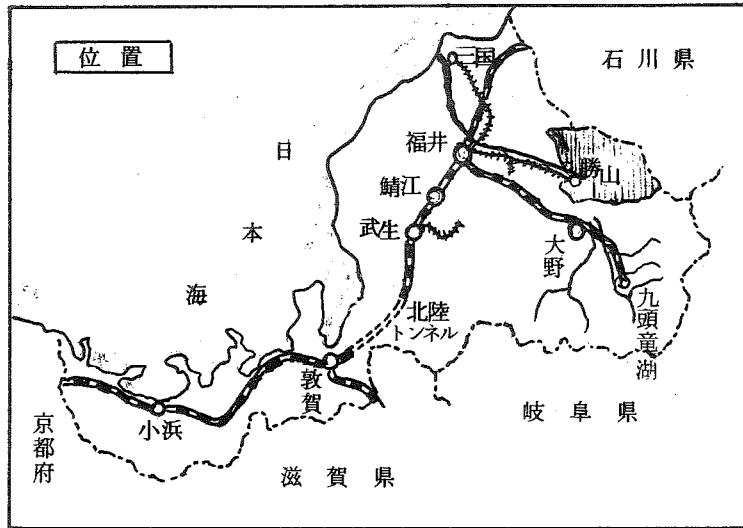 位置
三国
石川県
日本海
福井
勝山
鯖江
武生
大野
九頭竜湖
北陸
トンネル
敦賀
小浜
京都府
岐阜県
滋賀県